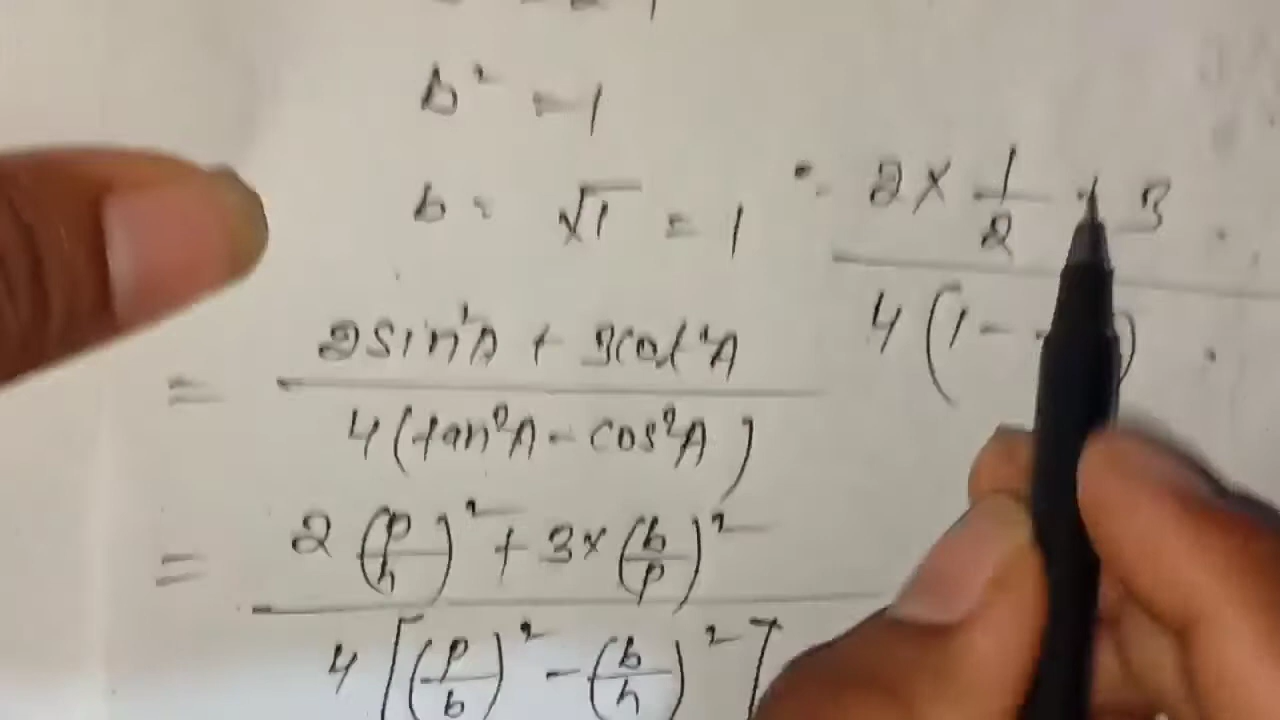 b² = 1
b = √1 = 1
= 2sin²A + 3cot²A / 4(tan²A - cos²A)
= 2(p/h)² + 3×(b/p)² / 4[(p/b)² - (b/h)²]
2 × 1/2 + 3
4(1 -